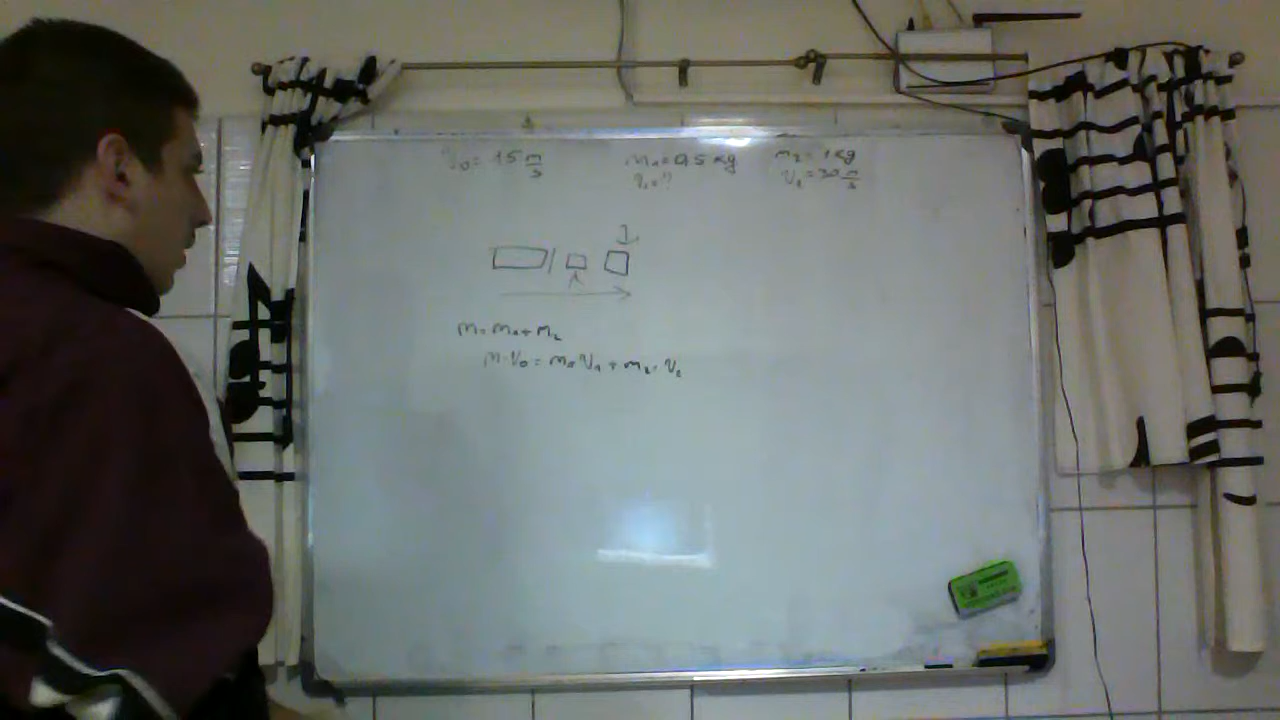 v₀ = 15 m/s
m₁ = 0,5 kg
v₁ = ?
m₂ = 1 kg
v₂ = 30 m/s
2
1
m = m₁ + m₂
m · v₀ = m₁ · v₁ + m₂ · v₂